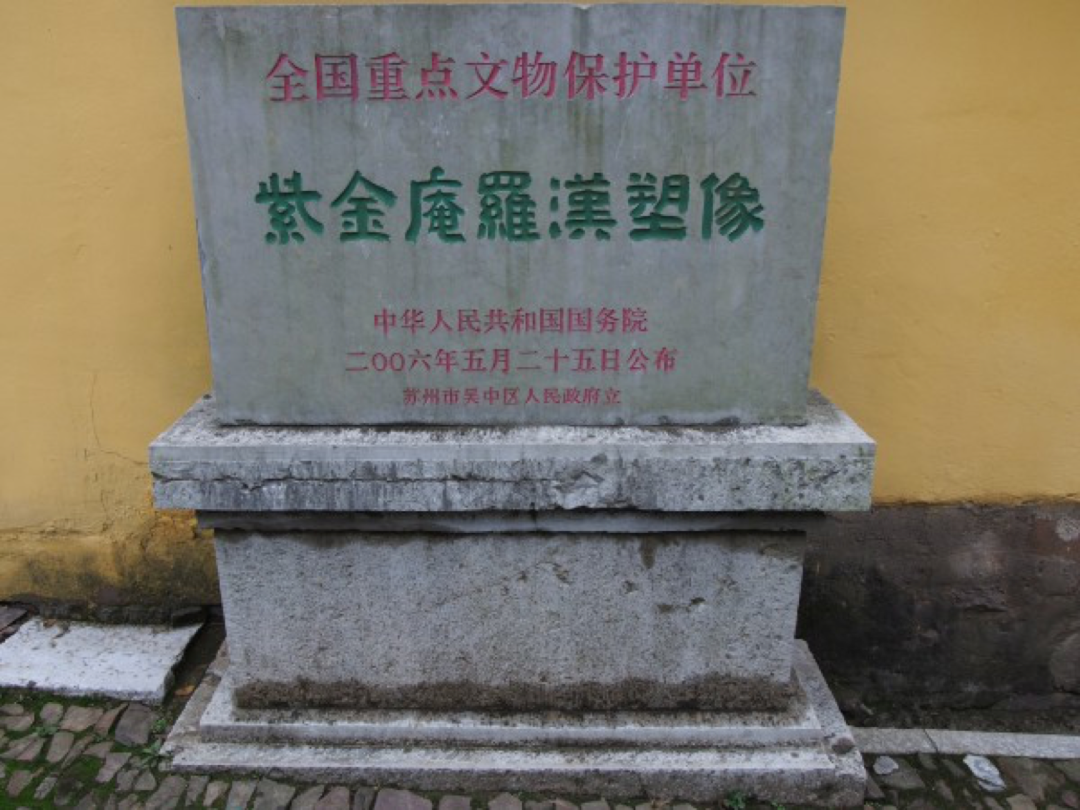 全国重点文物保护单位
紫金庵羅漢塑像
中华人民共和国国务院
二〇〇六年五月二十五日公布
苏州市吴中区人民政府立